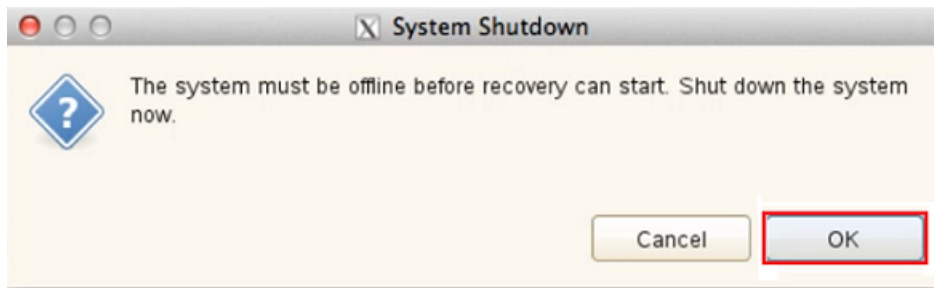 System Shutdown
The system must be offline before recovery can start. Shut down the system
now.
Cancel
OK